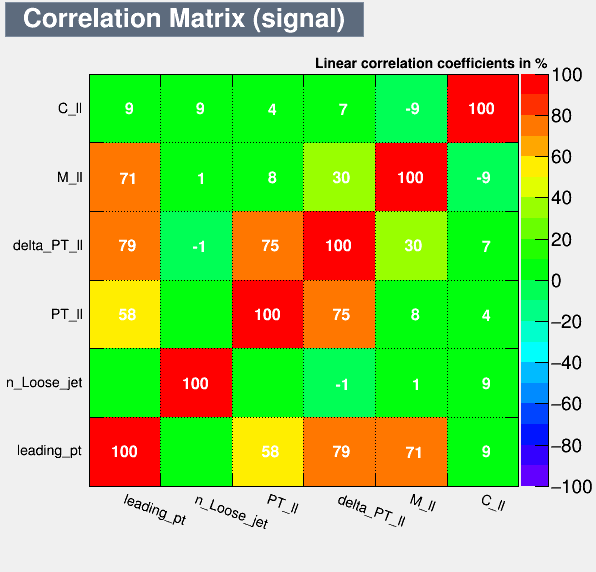 Correlation Matrix (signal)
Linear correlation coefficients in %
C_ll 9 9 4 7 -9 100
M_ll 71 1 8 30 100 -9
delta_PT_ll 79 -1 75 100 30 7
PT_ll 58 100 75 8 4
n_Loose_jet 100 -1 1 9
leading_pt 100 58 79 71 9
leading_pt n_Loose_jet PT_ll delta_PT_ll M_ll C_ll
100
80
60
40
20
0
−20
−40
−60
−80
−100